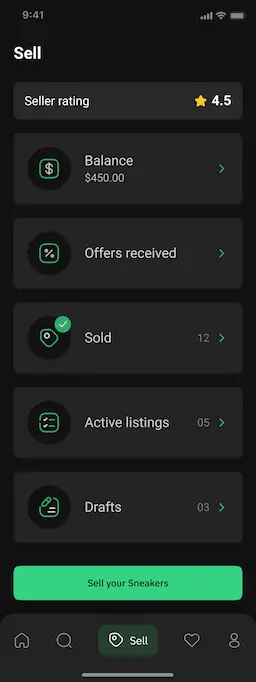 9:41
Sell
Seller rating 4.5
Balance
$450.00
Offers received
Sold 12
Active listings 05
Drafts 03
Sell your Sneakers
Sell